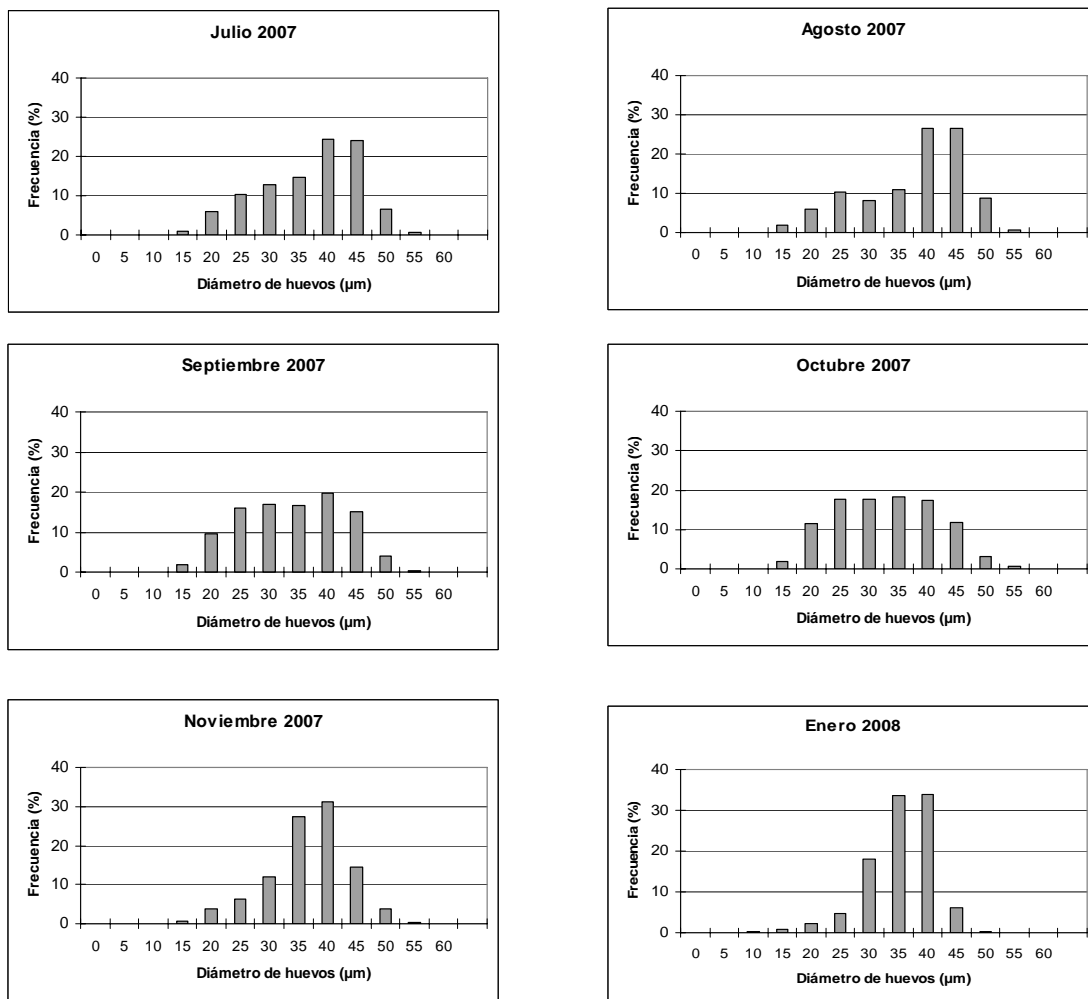 Julio 2007
Frecuencia (%)
40
30
20
10
0
0 5 10 15 20 25 30 35 40 45 50 55 60
Diámetro de huevos (µm)
Agosto 2007
Frecuencia (%)
40
30
20
10
0
0 5 10 15 20 25 30 35 40 45 50 55 60
Diámetro de huevos (µm)
Septiembre 2007
Frecuencia (%)
40
30
20
10
0
0 5 10 15 20 25 30 35 40 45 50 55 60
Diámetro de huevos (µm)
Octubre 2007
Frecuencia (%)
40
30
20
10
0
0 5 10 15 20 25 30 35 40 45 50 55 60
Diámetro de huevos (µm)
Noviembre 2007
Frecuencia (%)
40
30
20
10
0
0 5 10 15 20 25 30 35 40 45 50 55 60
Diámetro de huevos (µm)
Enero 2008
Frecuencia (%)
40
30
20
10
0
0 5 10 15 20 25 30 35 40 45 50 55 60
Diámetro de huevos (µm)